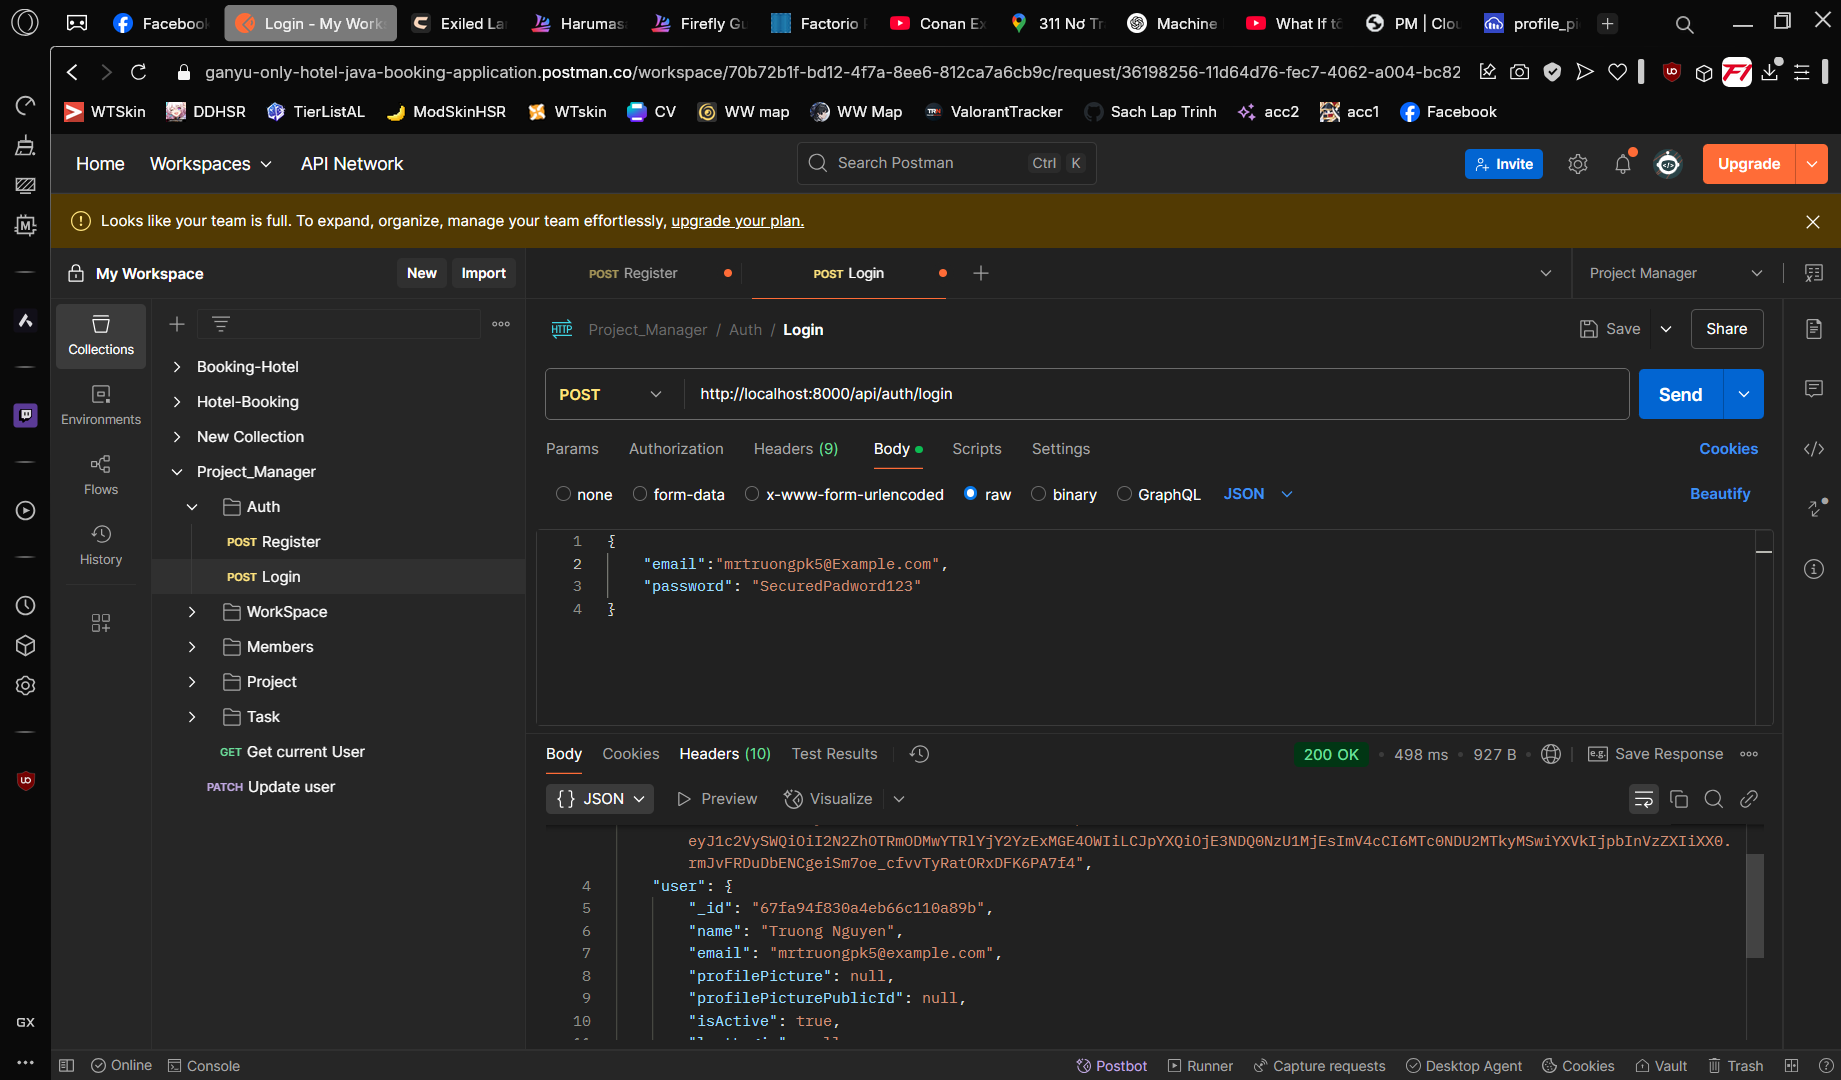 Facebook
Login - My Work
Exiled La
Harumas
Firefly Gu
Factorio
Conan Ex
311 Nơ Tr
Machine
What If
PM | Clou
profile_pi
ganyu-only-hotel-java-booking-application.postman.co/workspace/70b72b1f-bd12-4f7a-8ee6-812ca7a6cb9c/request/36198256-11d64d76-fec7-4062-a004-bc82
WTSkin
DDHSR
TierListAL
ModSkinHSR
WTskin
CV
WW map
WW Map
ValorantTracker
Sach Lap Trinh
acc2
acc1
Facebook
Home
Workspaces
API Network
Search Postman
Ctrl K
Invite
Upgrade
Looks like your team is full. To expand, organize, manage your team effortlessly, upgrade your plan.
My Workspace
New
Import
POST Register
POST Login
Project Manager
Collections
Environments
Flows
History
Booking-Hotel
Hotel-Booking
New Collection
Project_Manager
Auth
POST Register
POST Login
WorkSpace
Members
Project
Task
GET Get current User
PATCH Update user
HTTP Project_Manager / Auth / Login
Save
Share
POST
http://localhost:8000/api/auth/login
Send
Params
Authorization
Headers (9)
Body
Scripts
Settings
Cookies
none
form-data
x-www-form-urlencoded
raw
binary
GraphQL
JSON
Beautify
1 {
2 "email":"mrtruongpk5@Example.com",
3 "password": "SecuredPadword123"
4 }
Body
Cookies
Headers (10)
Test Results
200 OK
498 ms
927 B
e.g. Save Response
{} JSON
Preview
Visualize
eyJ1c2VySWQiOiI2N2ZhOTRmODMwYTRlYjY2YzExMGE4OWIiLCJpYXQiOjE3NDQ0NzU1MjEsImV4cCI6MTc0NDU2MTkyMSwiYXVkIjpbInVzZXIiXX0.
rmJvFRDuDbENCgeiSm7oe_cfvvTyRatORxDFK6PA7f4",
4 "user": {
5 "_id": "67fa94f830a4eb66c110a89b",
6 "name": "Truong Nguyen",
7 "email": "mrtruongpk5@example.com",
8 "profilePicture": null,
9 "profilePicturePublicId": null,
10 "isActive": true,
GX
Online
Console
Postbot
Runner
Capture requests
Desktop Agent
Cookies
Vault
Trash